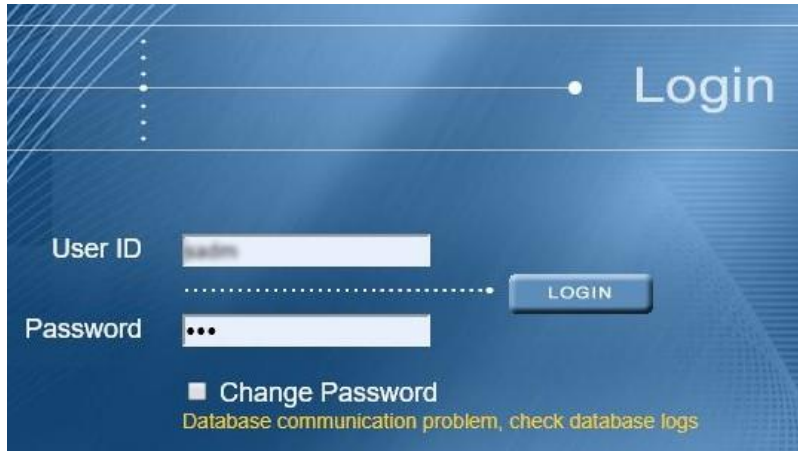 Login
User ID
LOGIN
Password
•••
Change Password
Database communication problem, check database logs